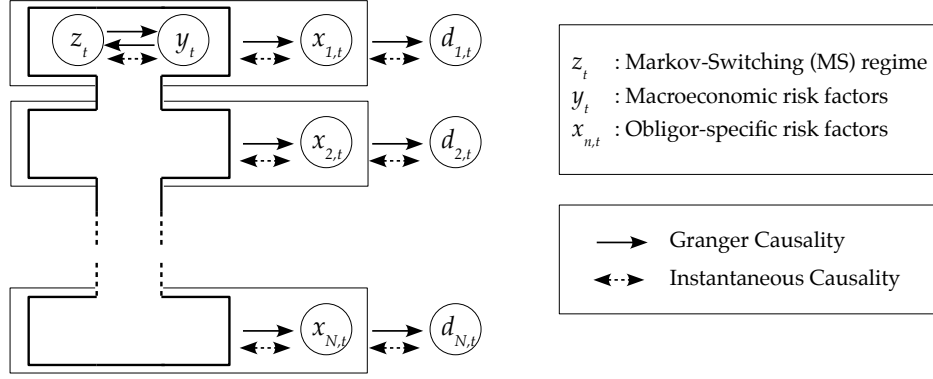 z_t y_t x_{1,t} d_{1,t}
x_{2,t} d_{2,t}
x_{N,t} d_{N,t}
z_t : Markov-Switching (MS) regime
y_t : Macroeconomic risk factors
x_{n,t} : Obligor-specific risk factors
Granger Causality
Instantaneous Causality